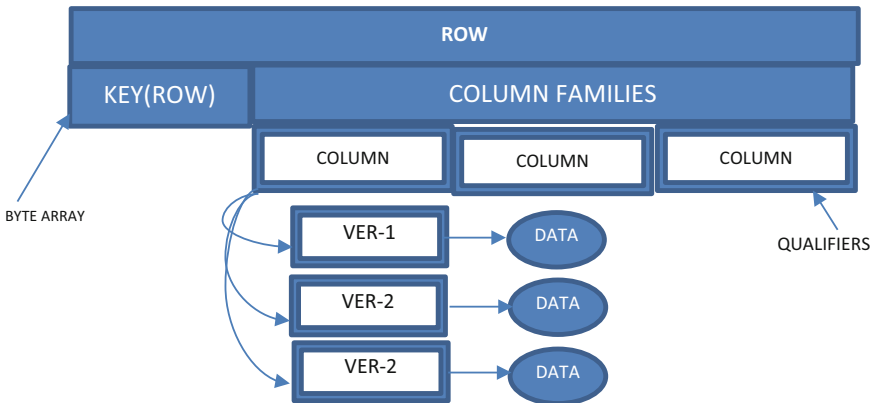 ROW
KEY(ROW)
COLUMN FAMILIES
COLUMN
COLUMN
COLUMN
BYTE ARRAY
VER-1
DATA
QUALIFIERS
VER-2
DATA
VER-2
DATA